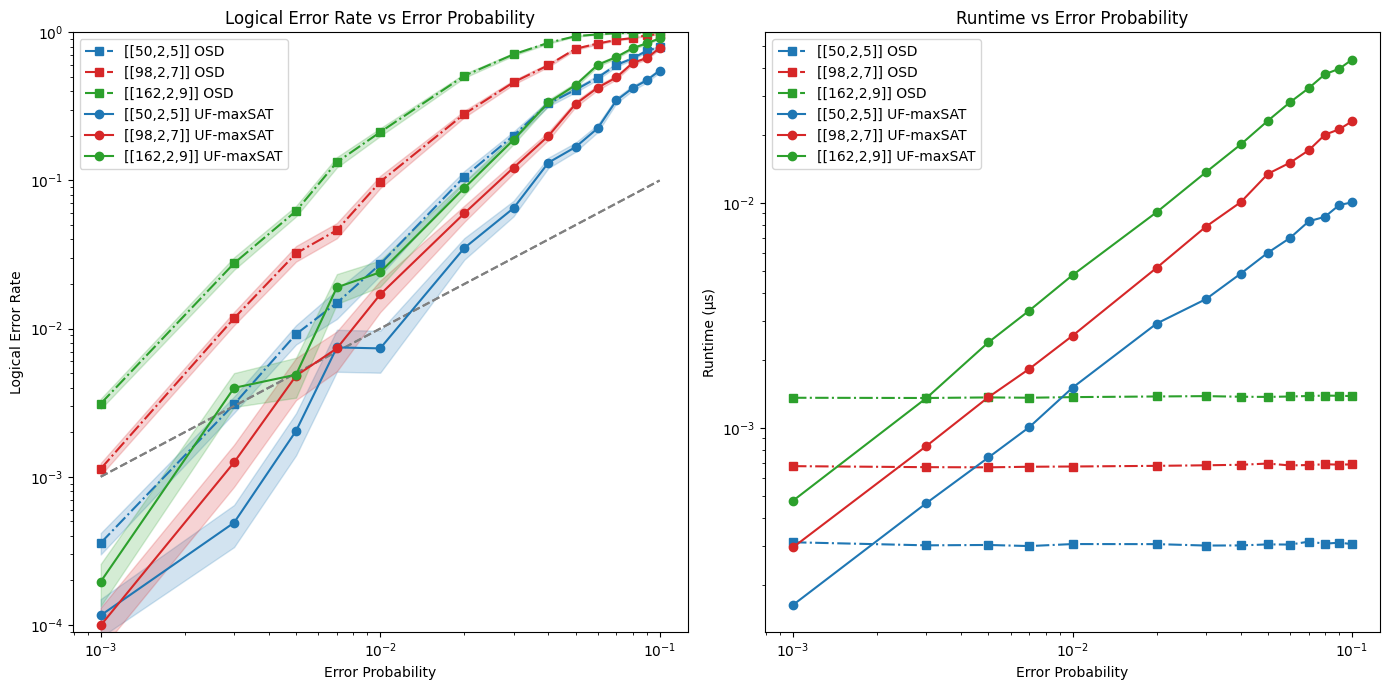 Logical Error Rate vs Error Probability
10⁰
10⁻¹
10⁻²
10⁻³
10⁻⁴
Logical Error Rate
[[50,2,5]] OSD
[[98,2,7]] OSD
[[162,2,9]] OSD
[[50,2,5]] UF-maxSAT
[[98,2,7]] UF-maxSAT
[[162,2,9]] UF-maxSAT
10⁻³ 10⁻² 10⁻¹
Error Probability
Runtime vs Error Probability
10⁻²
10⁻³
Runtime (μs)
[[50,2,5]] OSD
[[98,2,7]] OSD
[[162,2,9]] OSD
[[50,2,5]] UF-maxSAT
[[98,2,7]] UF-maxSAT
[[162,2,9]] UF-maxSAT
10⁻³ 10⁻² 10⁻¹
Error Probability